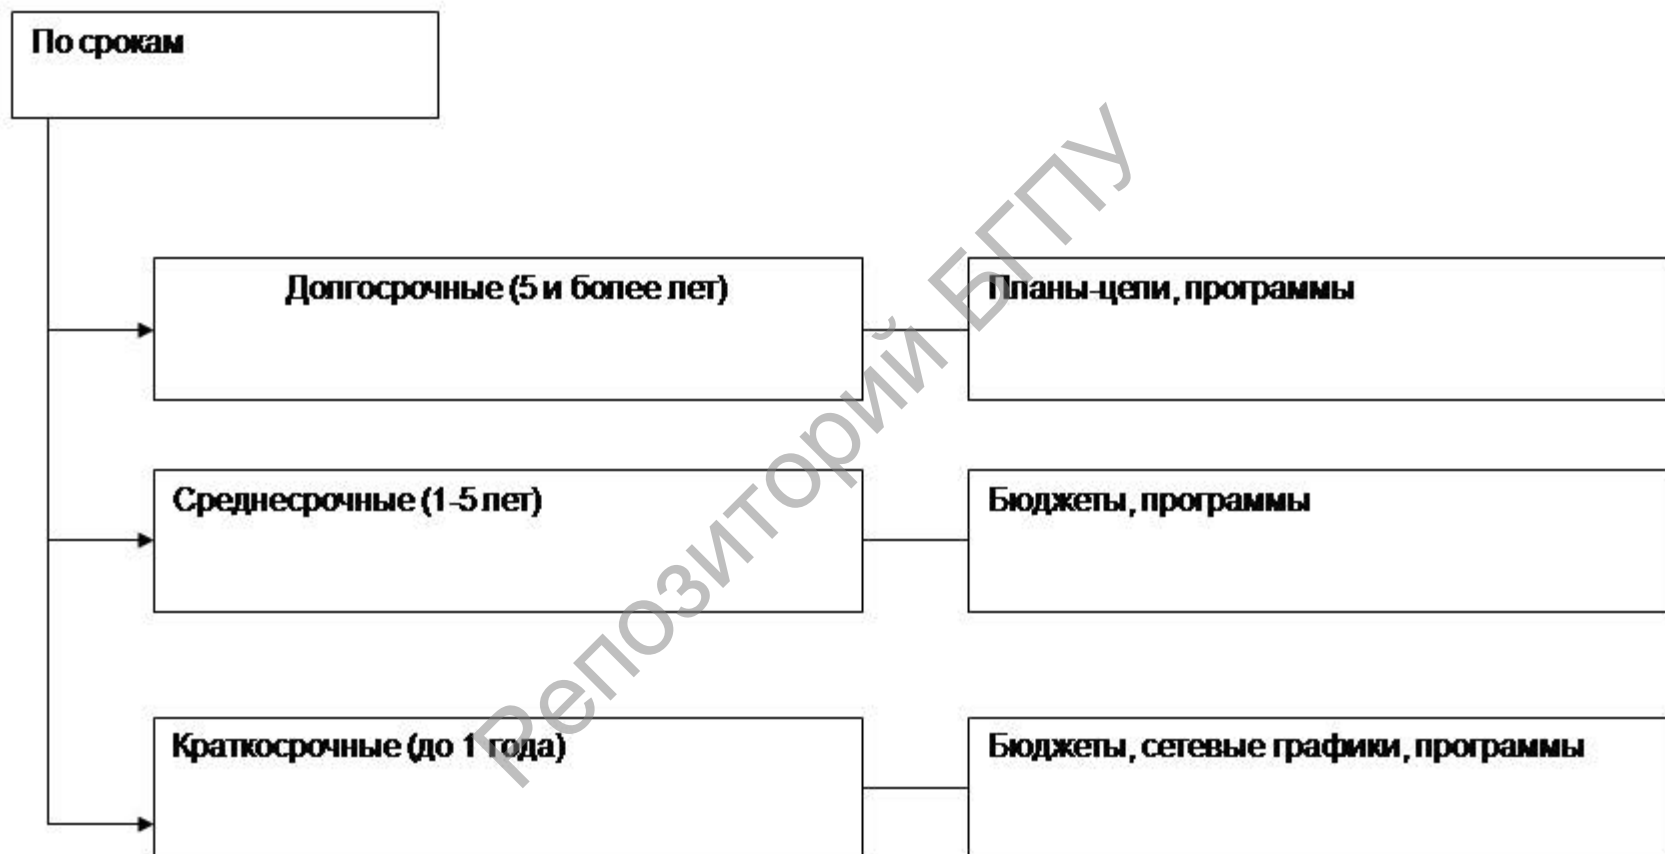 По срокам
Долгосрочные (5 и более лет)
Планы-цели, программы
Среднесрочные (1-5 лет)
Бюджеты, программы
Краткосрочные (до 1 года)
Бюджеты, сетевые графики, программы
Репозиторий БГПУ